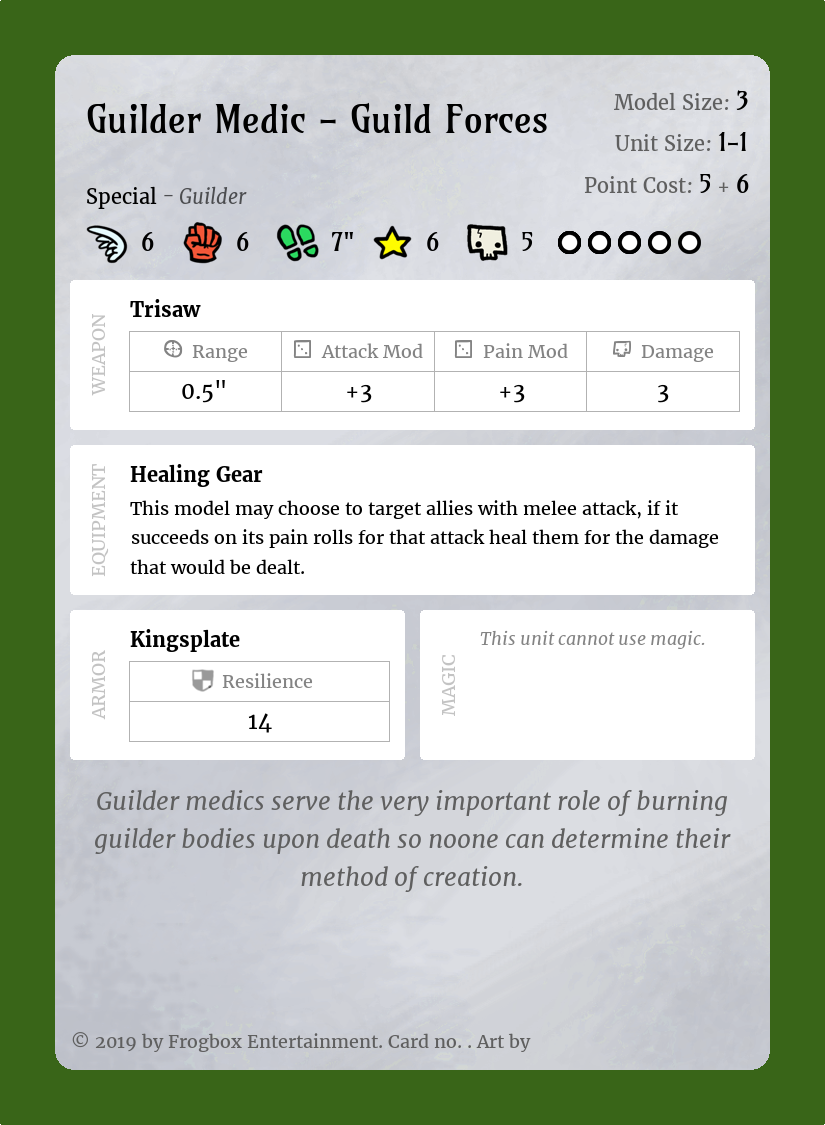 Guilder Medic – Guild Forces
Model Size: 3
Unit Size: 1-1
Point Cost: 5 + 6
Special - Guilder
6 6 7" 6 5
WEAPON
Trisaw
Range Attack Mod Pain Mod Damage
0.5" +3 +3 3
EQUIPMENT
Healing Gear
This model may choose to target allies with melee attack, if it
succeeds on its pain rolls for that attack heal them for the damage
that would be dealt.
ARMOR
Kingsplate
Resilience
14
MAGIC
This unit cannot use magic.
Guilder medics serve the very important role of burning
guilder bodies upon death so noone can determine their
method of creation.
© 2019 by Frogbox Entertainment. Card no. . Art by